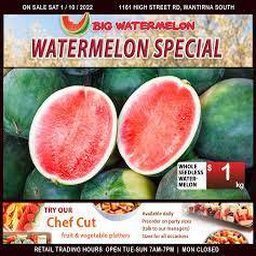 ON SALE SAT 1 / 10 / 2022
1161 HIGH STREET RD, WANTIRNA SOUTH
BIG WATERMELON
WATERMELON SPECIAL
WHOLE
SEEDLESS
WATER-
MELON
$ 1
kg
TRY OUR
Chef Cut
fruit & vegetable platters
Available daily
Preorder on party sizes
(talk to our managers)
Sizes for all occasions
RETAIL TRADING HOURS OPEN TUE-SUN 7AM-7PM | MON CLOSED